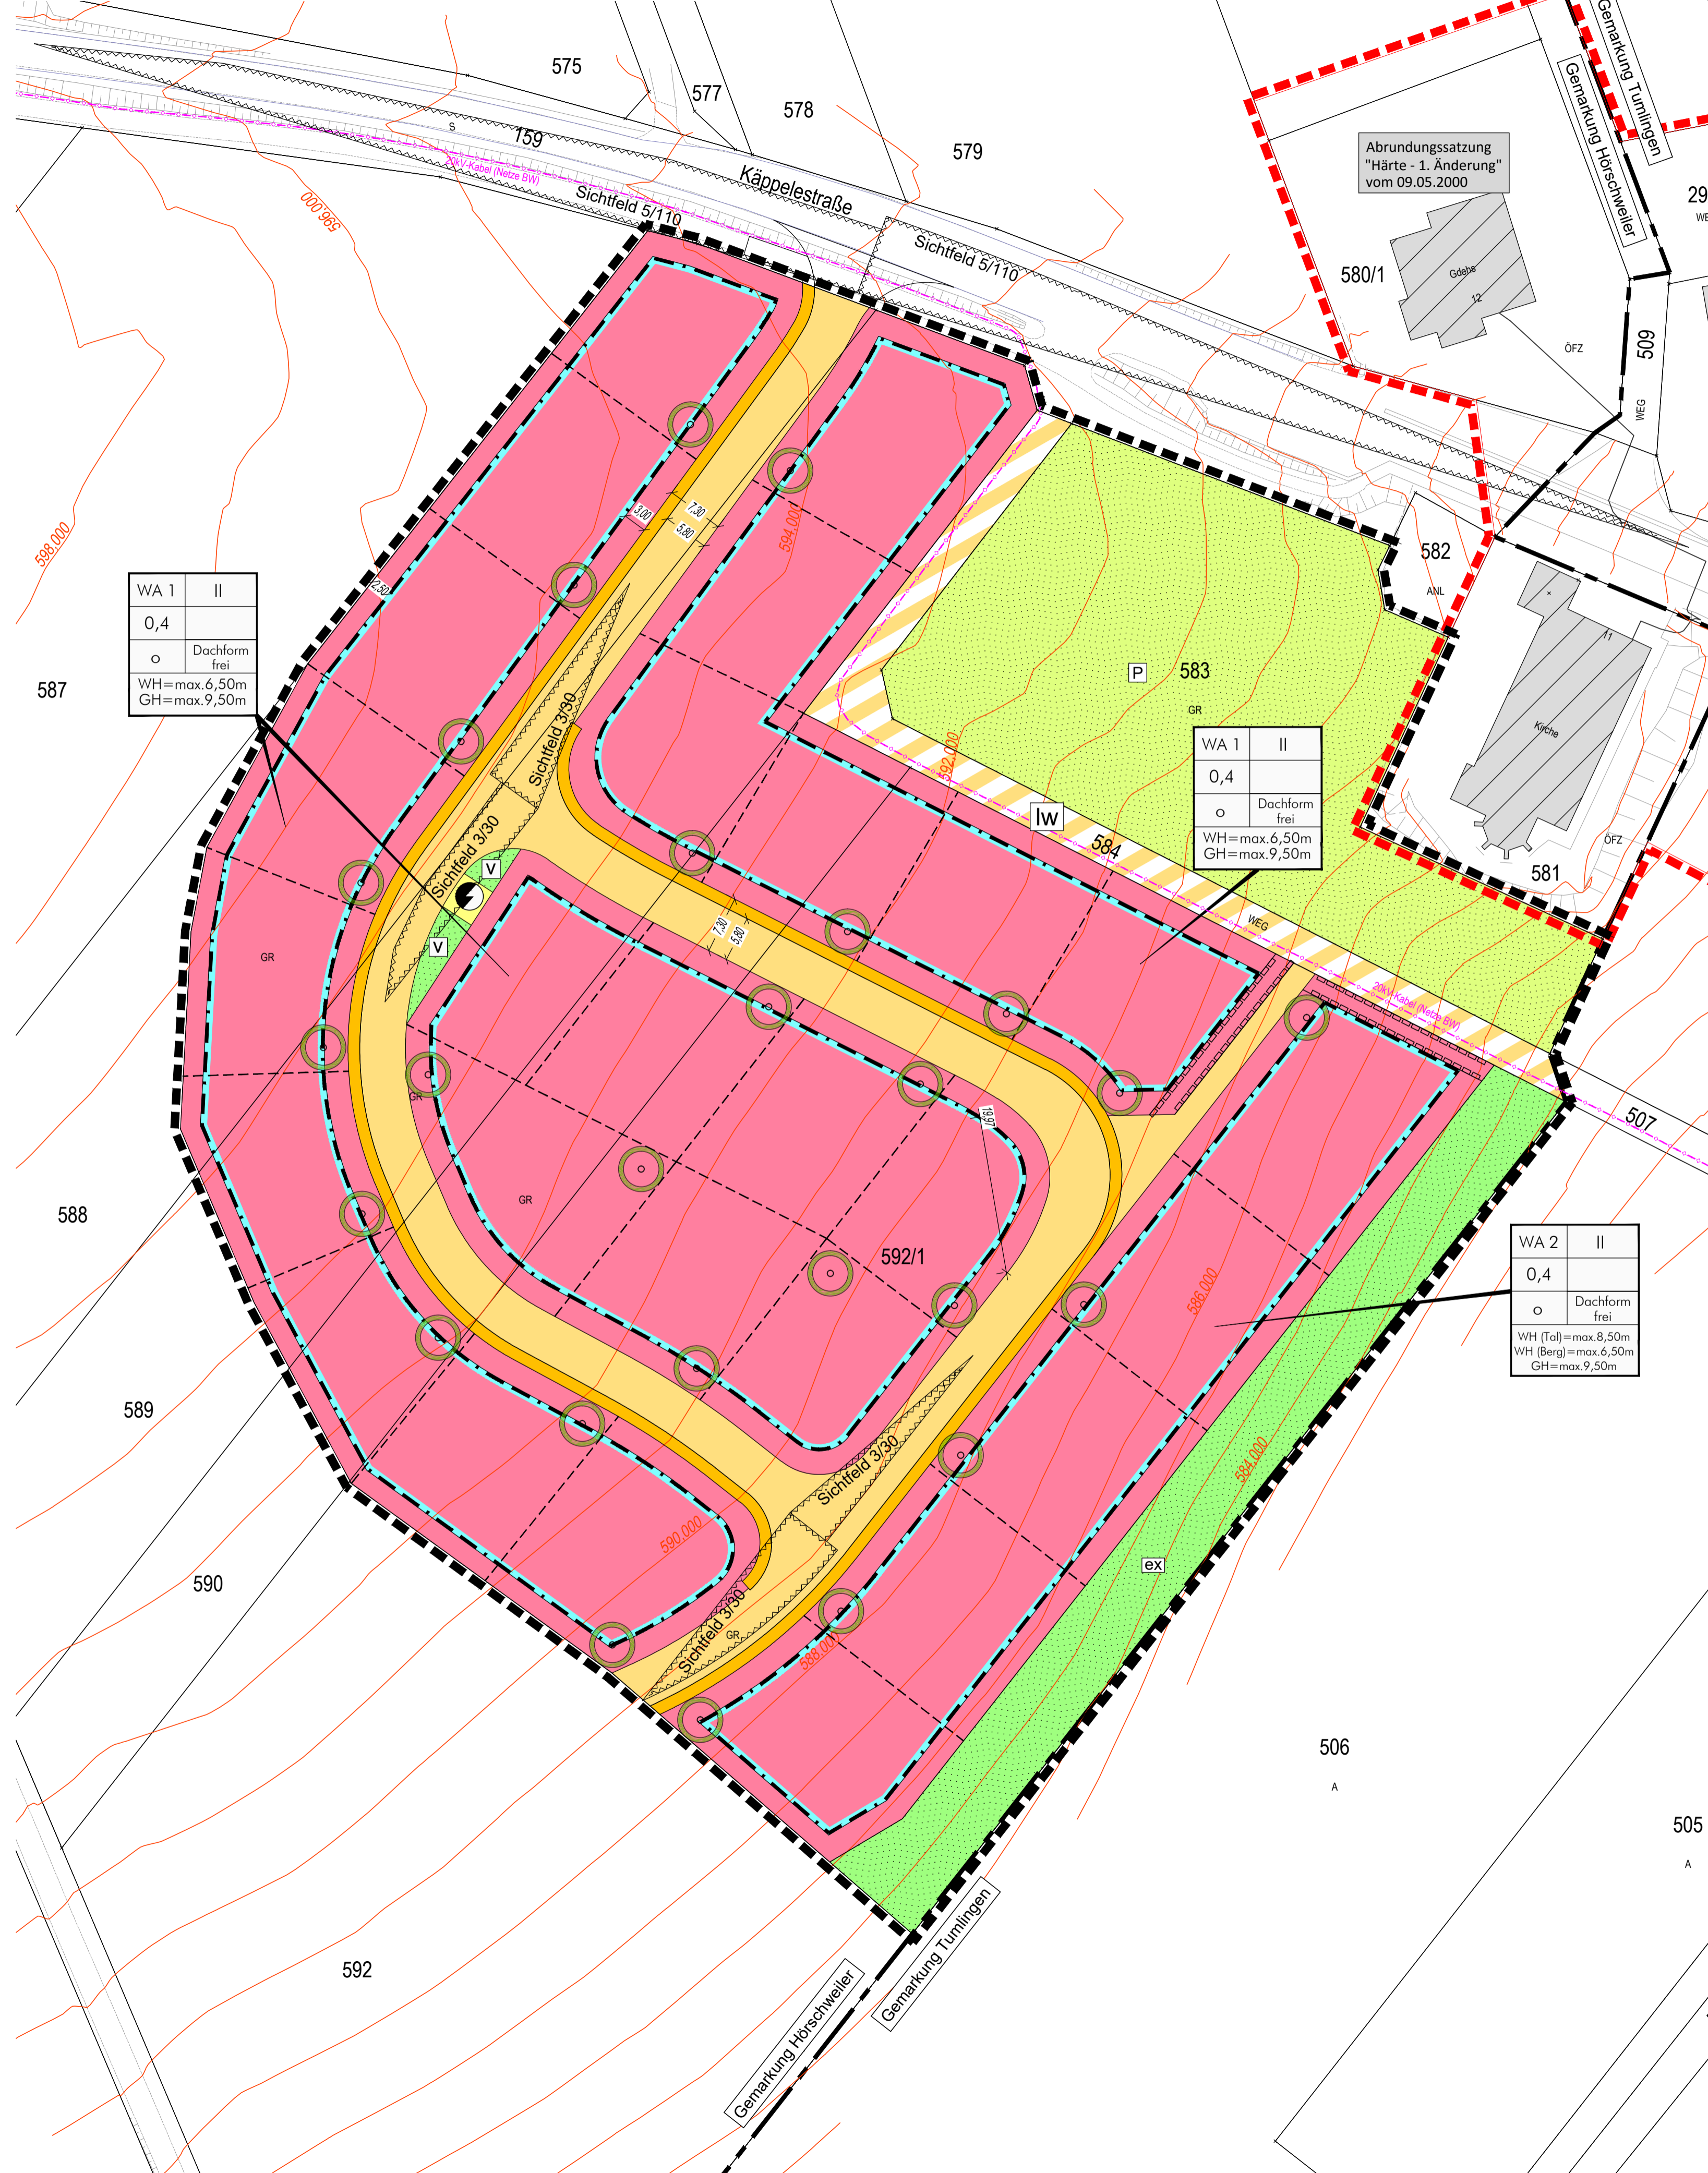 575
577
578
579
S
159
20kV-Kabel (Netze BW)
Käppelestraße
Sichtfeld 5/110
Sichtfeld 5/110
596,000
598,000
Gemarkung Tumlingen
Gemarkung Hörschweiler
Abrundungssatzung
"Härte - 1. Änderung"
vom 09.05.2000
29
580/1
Gdehs
12
ÖFZ
509
WEG
582
ANL
11
Kirche
ÖFZ
581
3,00
7,30
5,80
594,000
2,50
WA 1 II
0,4
o Dachform
frei
WH=max.6,50m
GH=max.9,50m
587
P
583
GR
WA 1 II
0,4
o Dachform
frei
WH=max.6,50m
GH=max.9,50m
592,000
lw
584
WEG
20kV-Kabel (Netze BW)
507
Sichtfeld 3/30
Sichtfeld 3/30
V
V
7,30
5,80
GR
GR
GR
19,97
592/1
588
589
590
586,000
584,000
WA 2 II
0,4
o Dachform
frei
WH (Tal)=max.8,50m
WH (Berg)=max.6,50m
GH=max.9,50m
Sichtfeld 3/30
590,000
ex
Sichtfeld 3/30
GR
588,000
506
A
505
A
592
Gemarkung Hörschweiler
Gemarkung Tumlingen